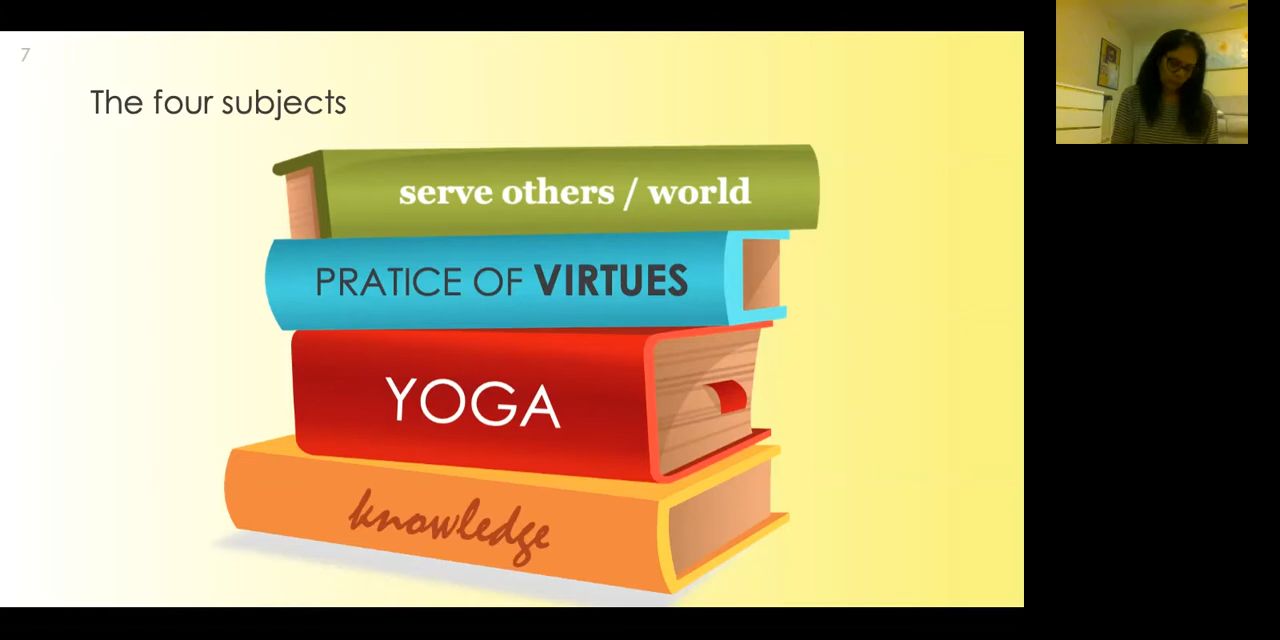 7
The four subjects
serve others / world
PRATICE OF VIRTUES
YOGA
knowledge